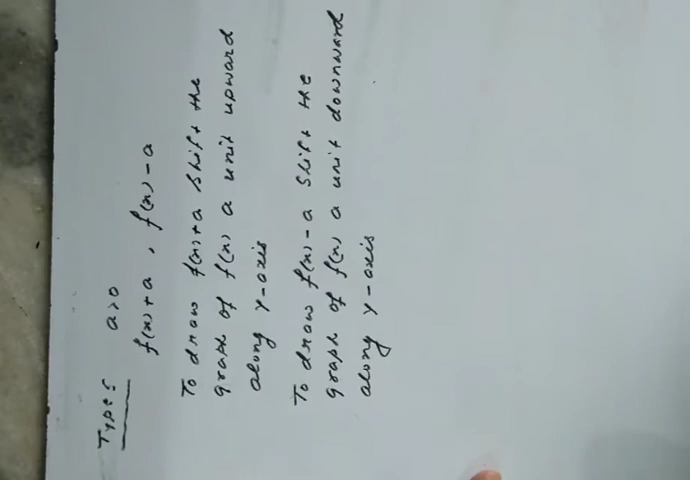 Types a>0
f(x)+a , f(x)-a
To draw f(x)+a shift the
graph of f(x) a unit upward
along y-axis
To draw f(x)-a shift the
graph of f(x) a unit downward
along y-axis